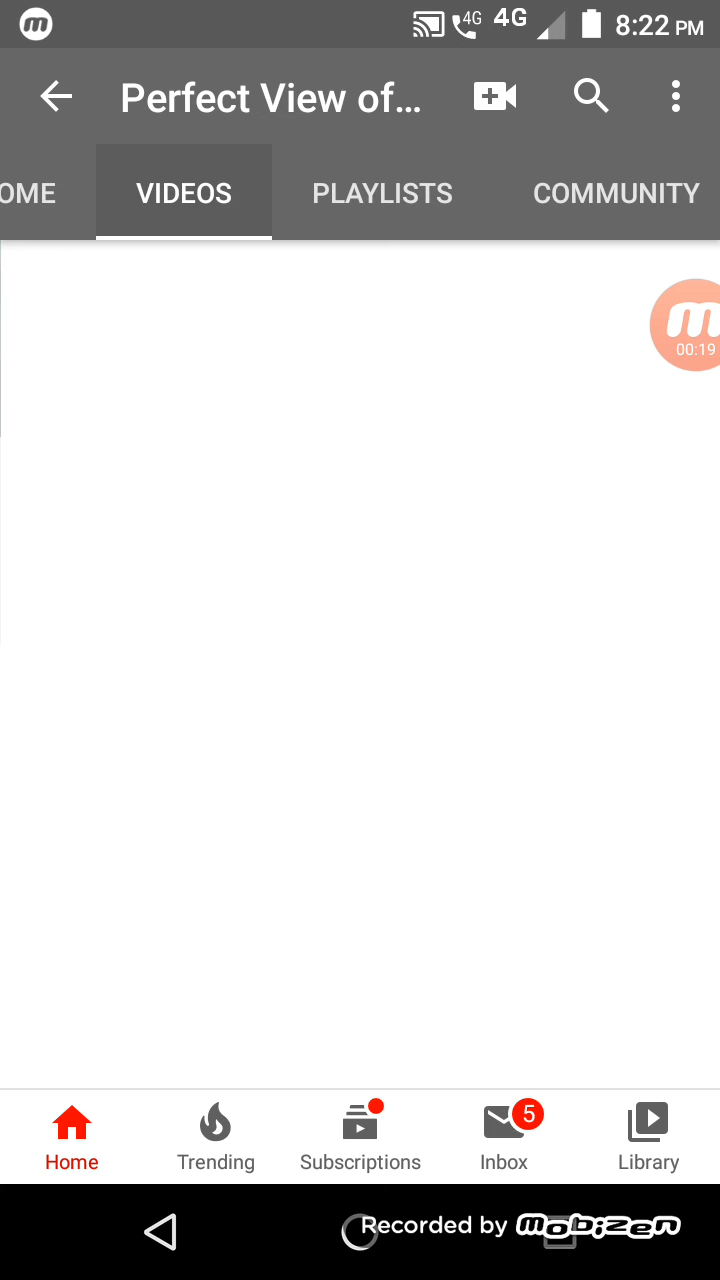 m 4G 4G 8:22 PM
Perfect View of...
OME VIDEOS PLAYLISTS COMMUNITY
m
00:19
5
Home Trending Subscriptions Inbox Library
Recorded by mobizen